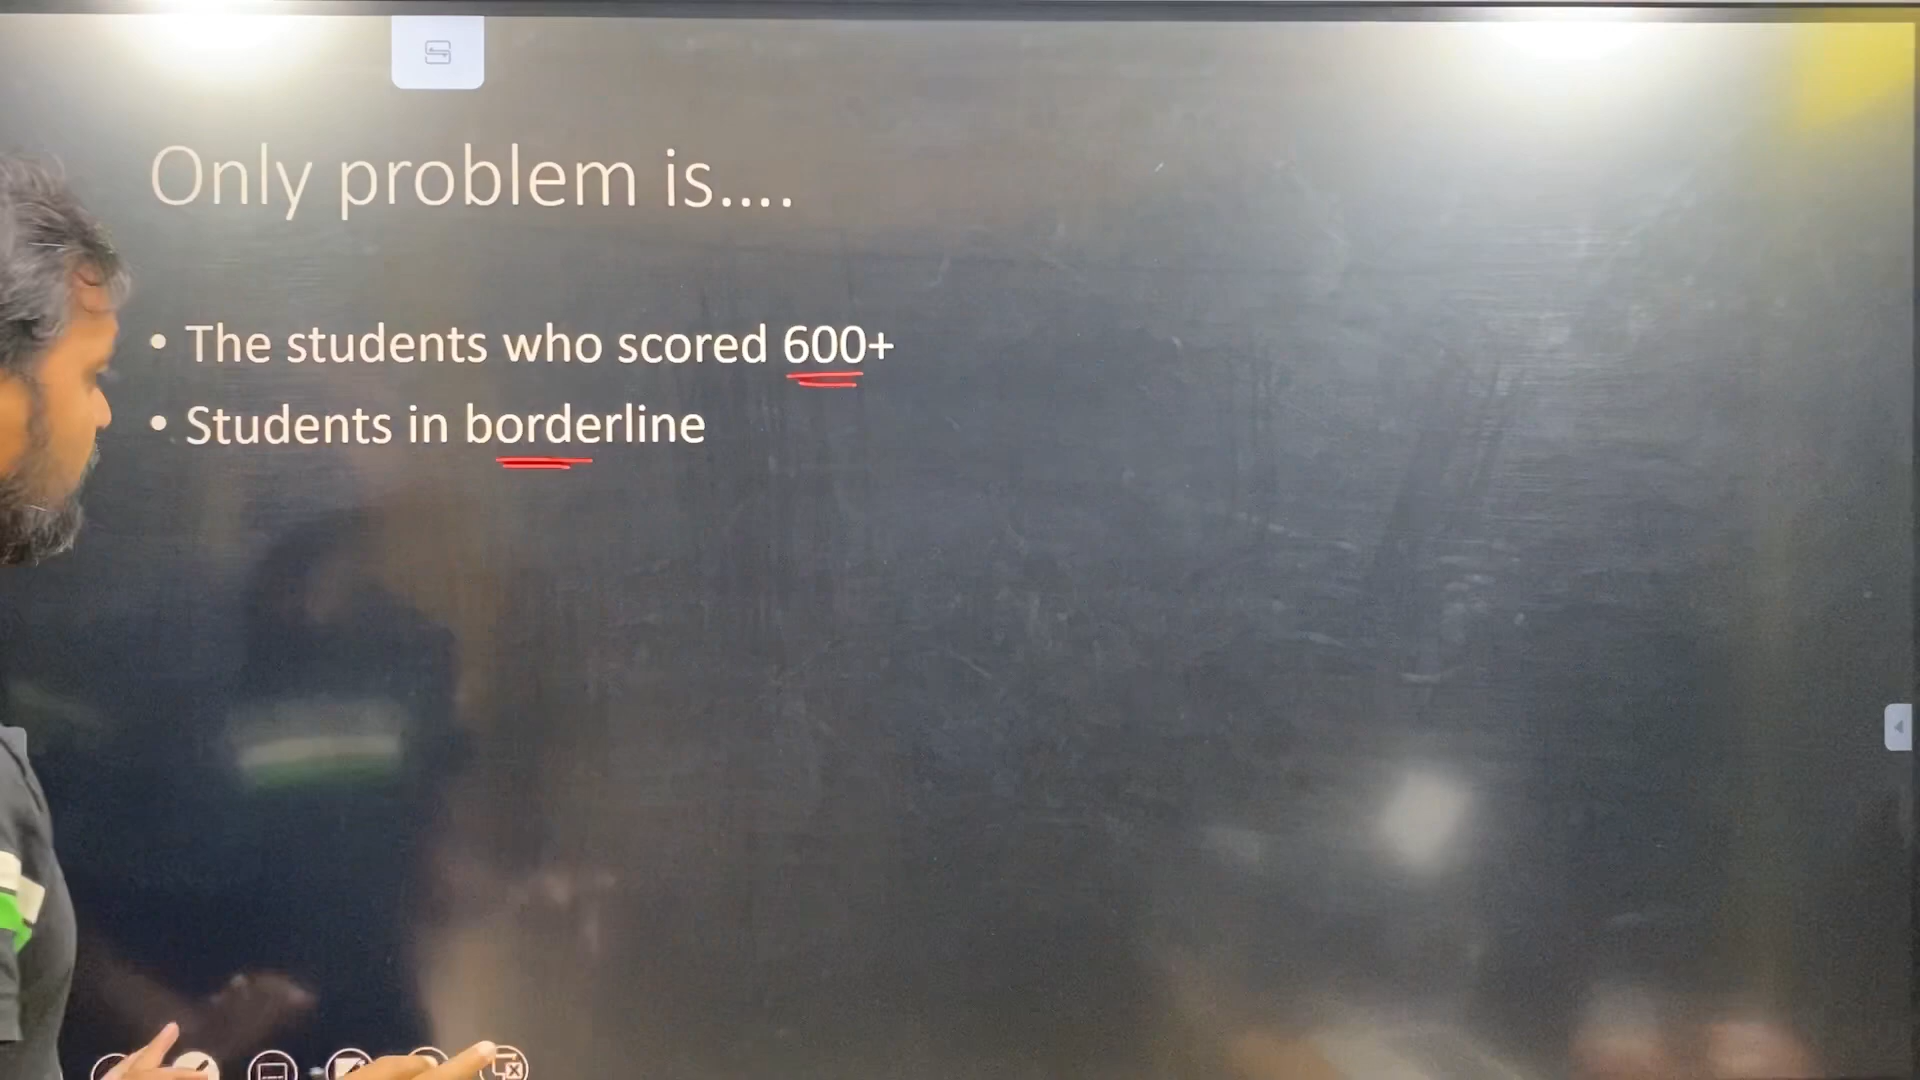 Only problem is....
• The students who scored 600+
• Students in borderline